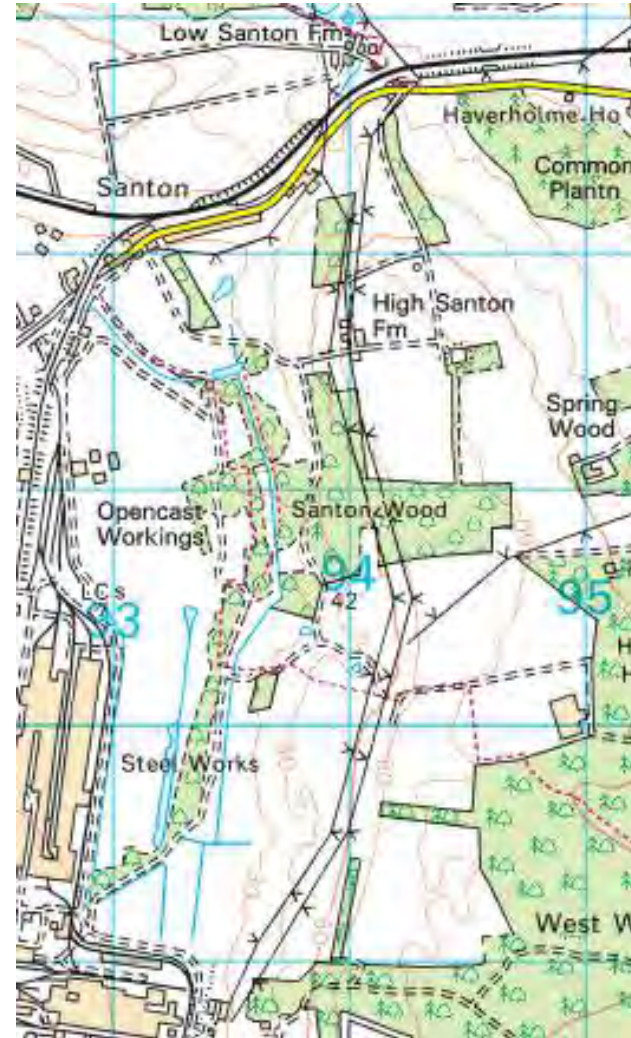 Low Santon Fm
Haverholme Ho
Common
Plantn
Santon
High Santon
Fm
Spring
Wood
Opencast
Workings
Santon Wood
94
42
95
LCs
93
H
H
Steel Works
West W